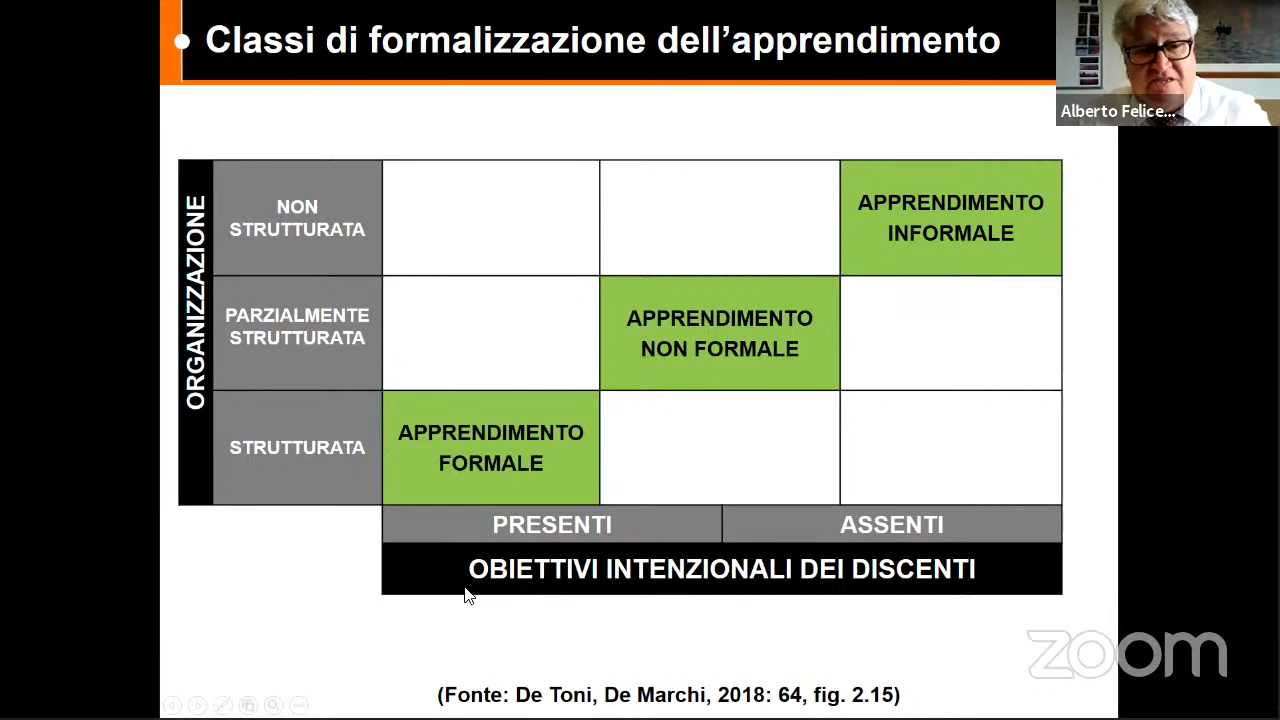 • Classi di formalizzazione dell’apprendimento
Alberto Felice...
ORGANIZZAZIONE
NON
STRUTTURATA
APPRENDIMENTO
INFORMALE
PARZIALMENTE
STRUTTURATA
APPRENDIMENTO
NON FORMALE
STRUTTURATA
APPRENDIMENTO
FORMALE
PRESENTI
ASSENTI
OBIETTIVI INTENZIONALI DEI DISCENTI
zoom
(Fonte: De Toni, De Marchi, 2018: 64, fig. 2.15)